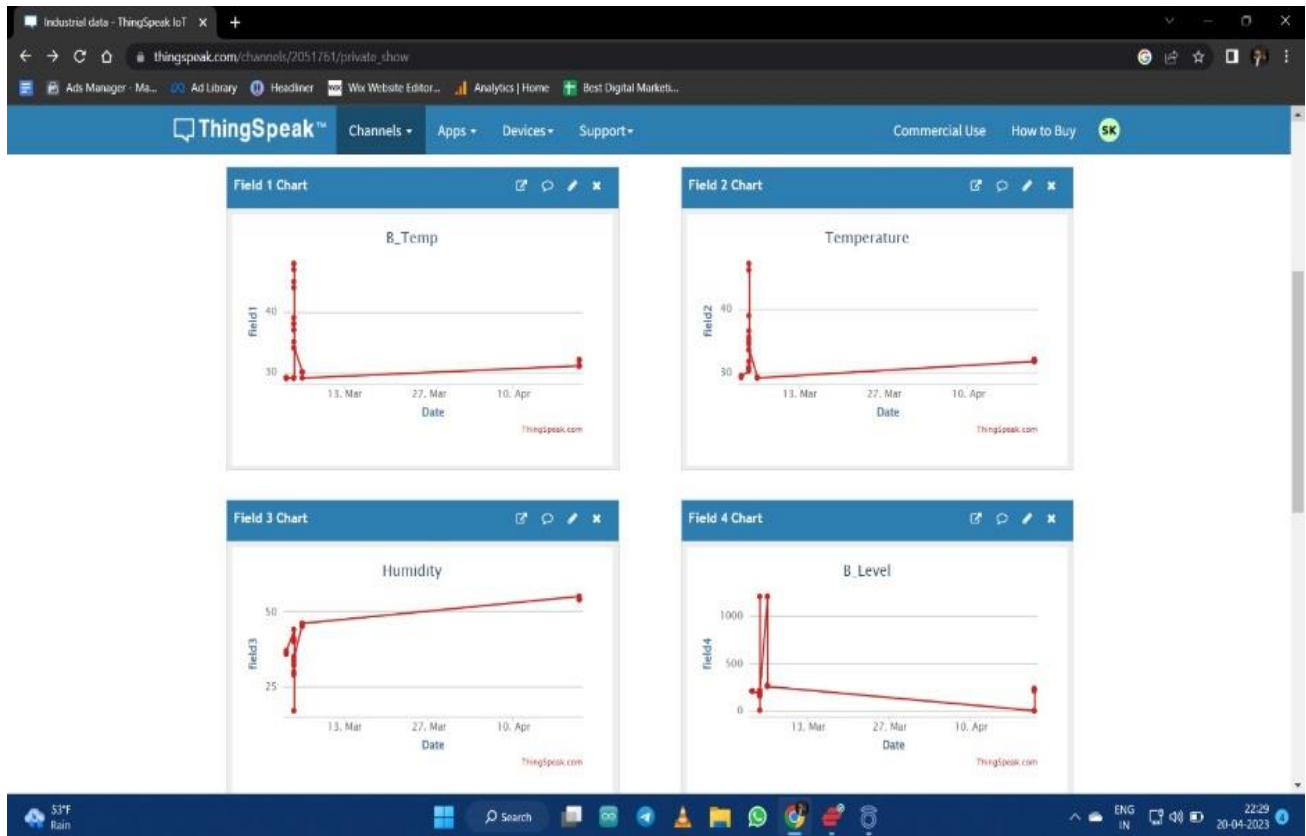 Industrial data - ThingSpeak IoT
thingspeak.com/channels/2051761/private_show
Ads Manager - Ma...
Ad Library
Headliner
Wix Website Editor...
Analytics | Home
Best Digital Marketi...
ThingSpeak™
Channels
Apps
Devices
Support
Commercial Use
How to Buy
SK
Field 1 Chart
B_Temp
field1
40
30
13. Mar
27. Mar
10. Apr
Date
ThingSpeak.com
Field 2 Chart
Temperature
field2
40
30
13. Mar
27. Mar
10. Apr
Date
ThingSpeak.com
Field 3 Chart
Humidity
field3
50
25
13. Mar
27. Mar
10. Apr
Date
ThingSpeak.com
Field 4 Chart
B_Level
field4
1000
500
0
13. Mar
27. Mar
10. Apr
Date
ThingSpeak.com
53°F
Rain
Search
ENG
IN
22:29
20-04-2023